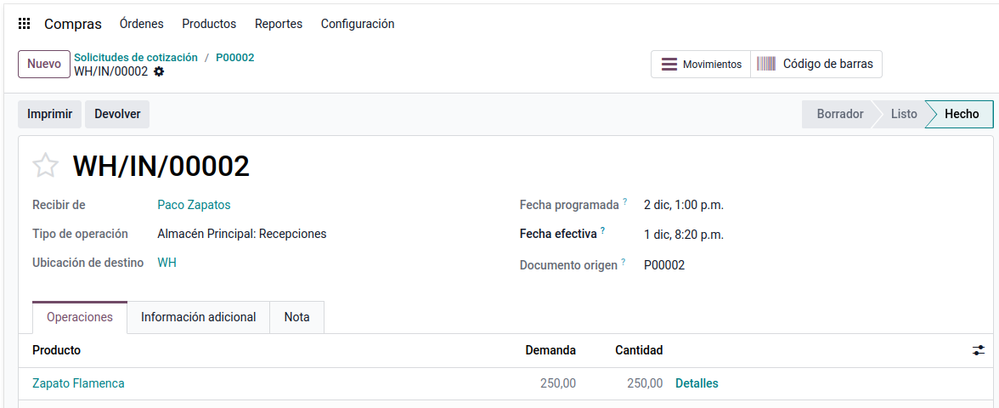 Compras Órdenes Productos Reportes Configuración
Nuevo
Solicitudes de cotización / P00002
WH/IN/00002
Movimientos
Código de barras
Imprimir Devolver
Borrador Listo Hecho
WH/IN/00002
Recibir de Paco Zapatos
Fecha programada ? 2 dic, 1:00 p.m.
Tipo de operación Almacén Principal: Recepciones
Fecha efectiva ? 1 dic, 8:20 p.m.
Ubicación de destino WH
Documento origen ? P00002
Operaciones Información adicional Nota
Producto Demanda Cantidad
Zapato Flamenca 250,00 250,00 Detalles